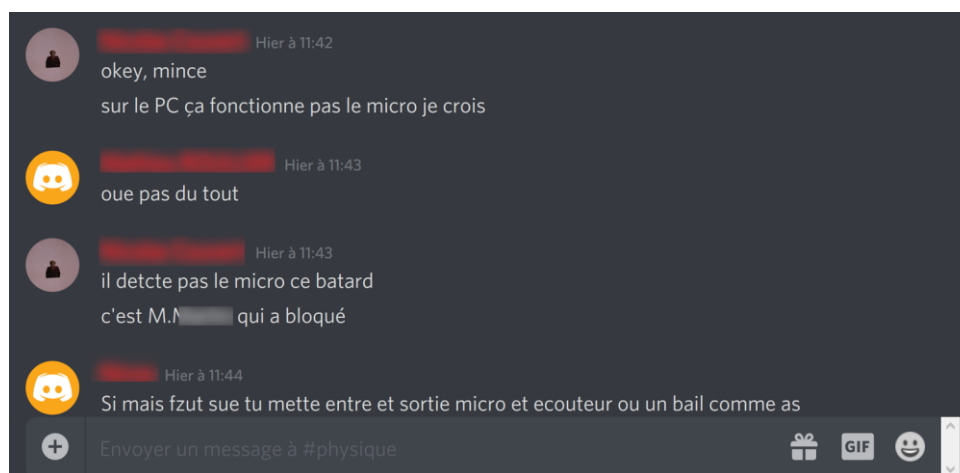 Hier à 11:42
okey, mince
sur le PC ça fonctionne pas le micro je crois
Hier à 11:43
oue pas du tout
Hier à 11:43
il detcte pas le micro ce batard
c'est M. qui a bloqué
Hier à 11:44
Si mais fzut sue tu mette entre et sortie micro et ecouteur ou un bail comme as
Envoyer un message à #physique
GIF